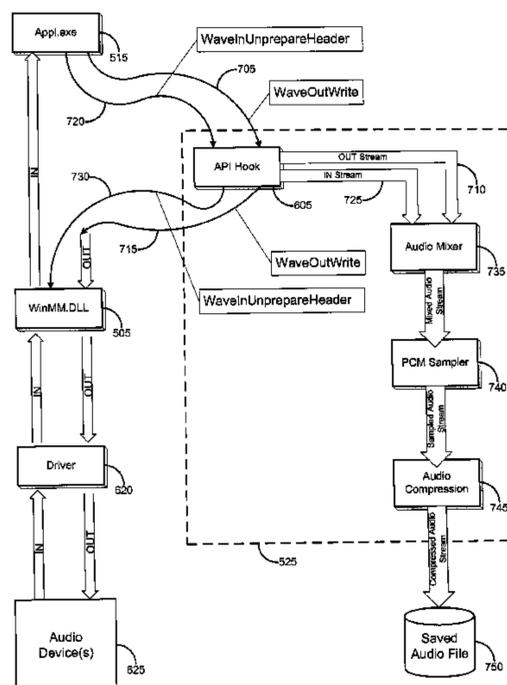 Appl.exe
515
WaveInUnprepareHeader
705
WaveOutWrite
720
IN
API Hook
OUT Stream
IN Stream
710
730
605
725
715
OUT
WaveOutWrite
WaveInUnprepareHeader
Audio Mixer
735
WinMM.DLL
505
Mixed Audio
Stream
PCM Sampler
740
IN
OUT
Sampled Audio
Stream
Driver
620
Audio
Compression
745
IN
OUT
525
Compressed Audio
Stream
Audio
Device(s)
625
Saved
Audio File
750